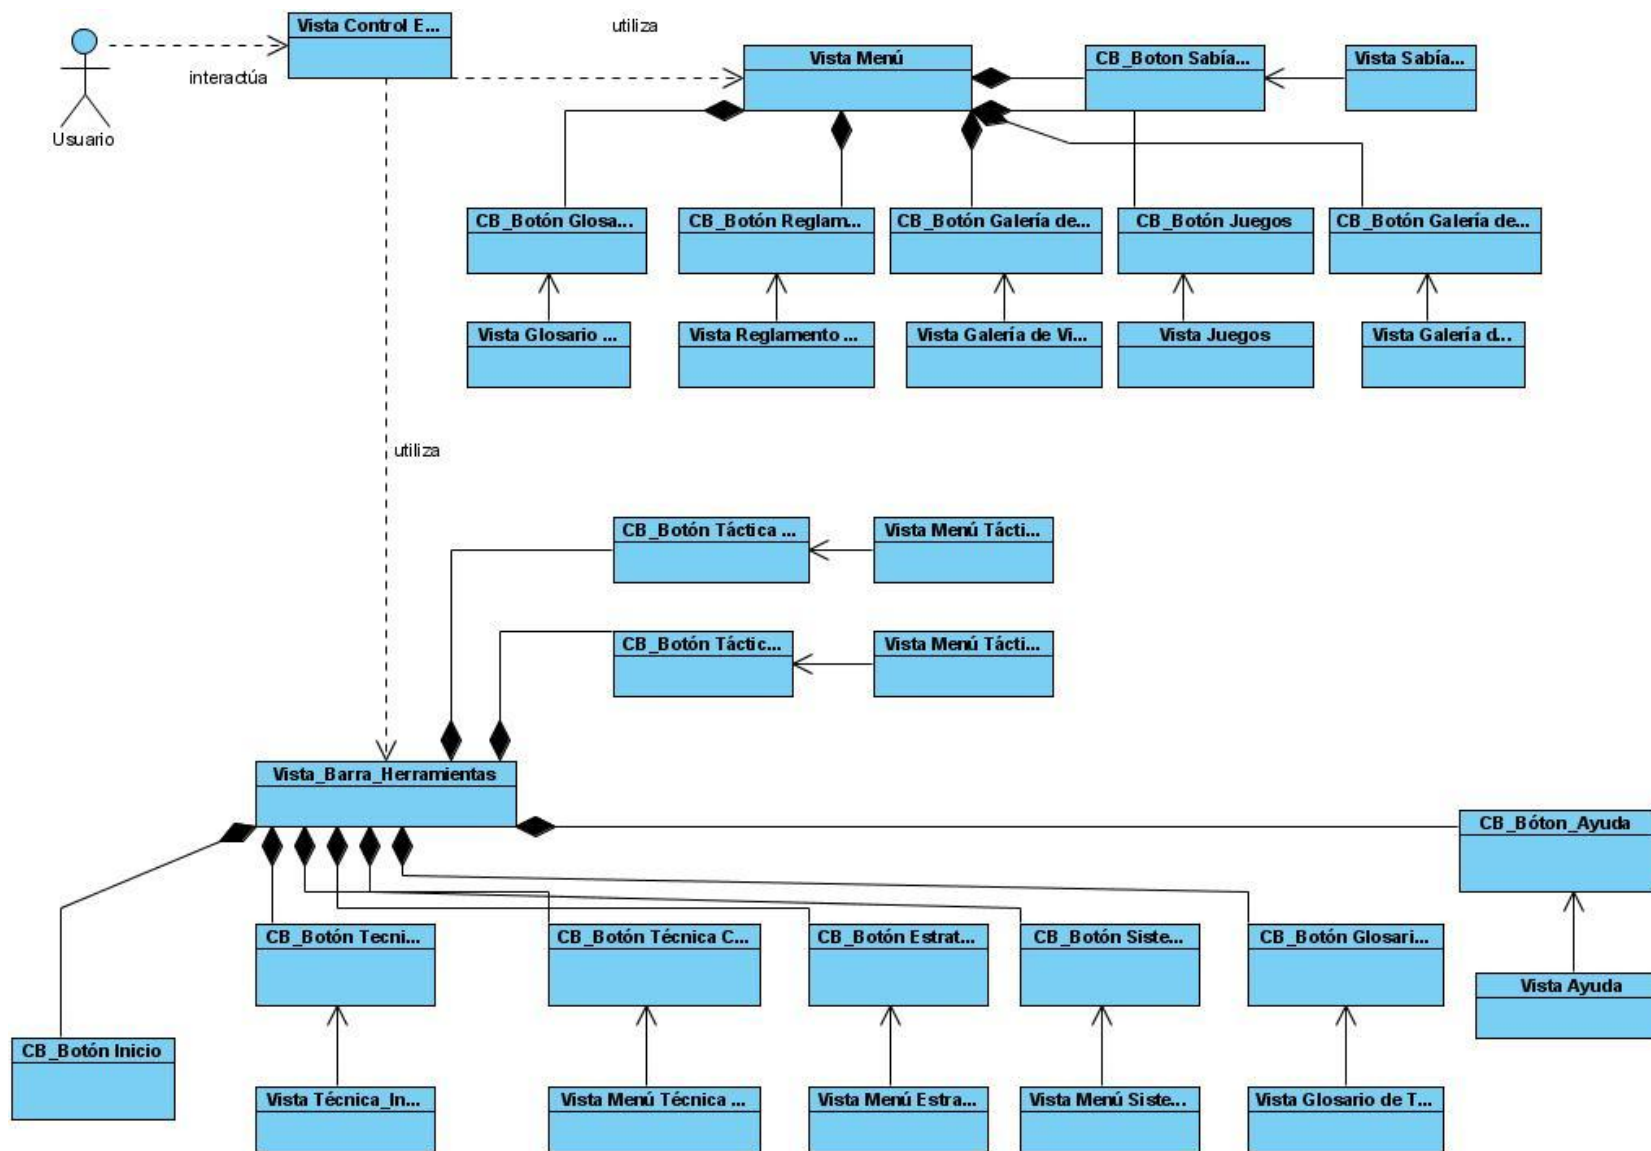 Vista Control E...
utiliza
interactúa
Usuario
Vista Menú
CB_Boton Sabía...
Vista Sabía...
CB_Botón Glosa...
CB_Botón Reglam...
CB_Botón Galería de...
CB_Botón Juegos
CB_Botón Galería de...
Vista Glosario ...
Vista Reglamento ...
Vista Galería de Vi...
Vista Juegos
Vista Galería d...
utiliza
CB_Botón Táctica ...
Vista Menú Tácti...
CB_Botón Táctic...
Vista Menú Tácti...
Vista_Barra_Herramientas
CB_Bóton_Ayuda
CB_Botón Tecni...
CB_Botón Técnica C...
CB_Botón Estrat...
CB_Botón Siste...
CB_Botón Glosari...
Vista Ayuda
CB_Botón Inicio
Vista Técnica_In...
Vista Menú Técnica ...
Vista Menú Estra...
Vista Menú Siste...
Vista Glosario de T...